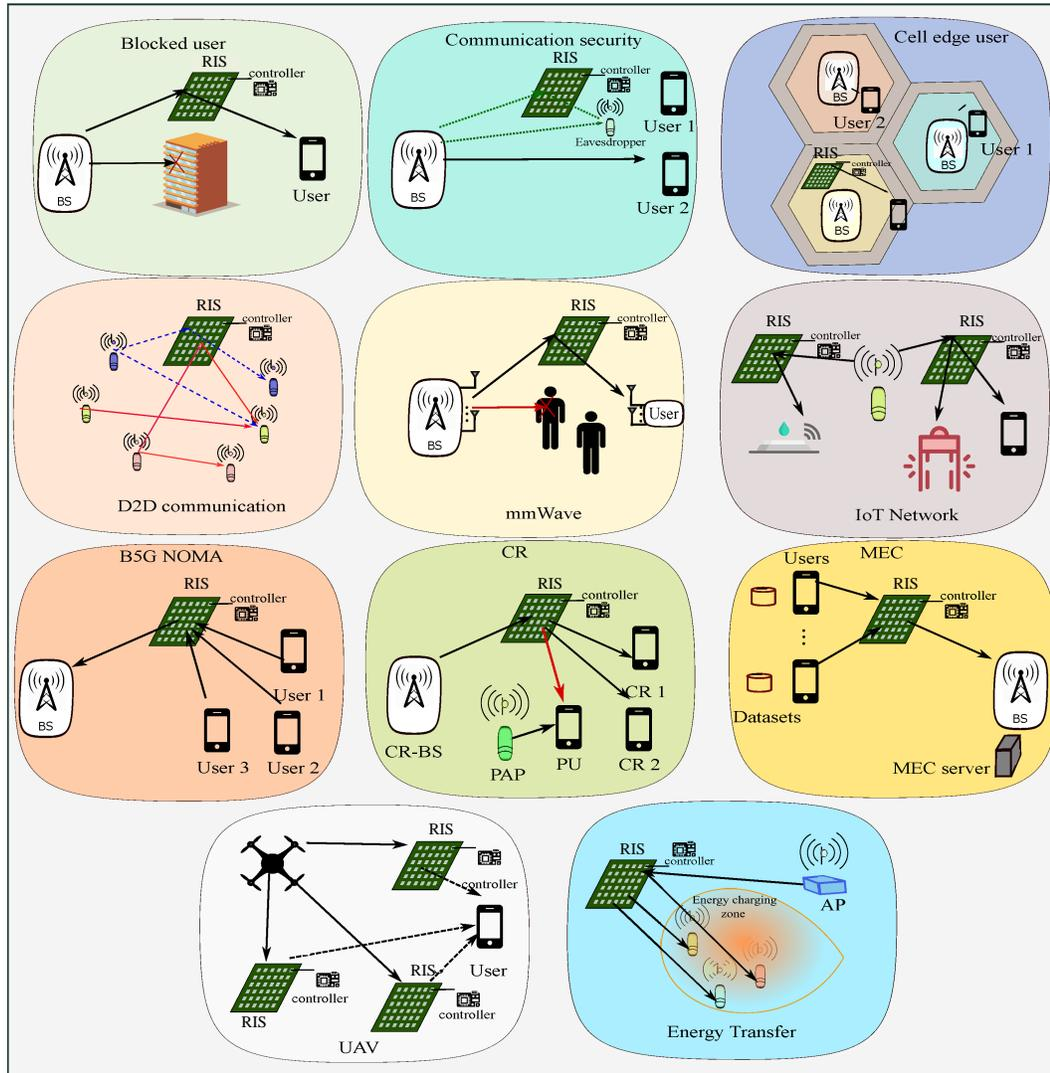 Blocked user
RIS
controller
BS
User
Communication security
RIS
controller
User 1
Eavesdropper
BS
User 2
Cell edge user
BS
User 2
BS
User 1
RIS
controller
BS
RIS
controller
D2D communication
RIS
controller
BS
User
mmWave
RIS
controller
RIS
controller
IoT Network
B5G NOMA
RIS
controller
BS
User 1
User 3
User 2
CR
RIS
controller
CR 1
CR-BS
PAP
PU
CR 2
MEC
Users
RIS
controller
Datasets
BS
MEC server
RIS
controller
User
RIS
controller
RIS
controller
UAV
RIS
controller
Energy charging
zone
AP
Energy Transfer